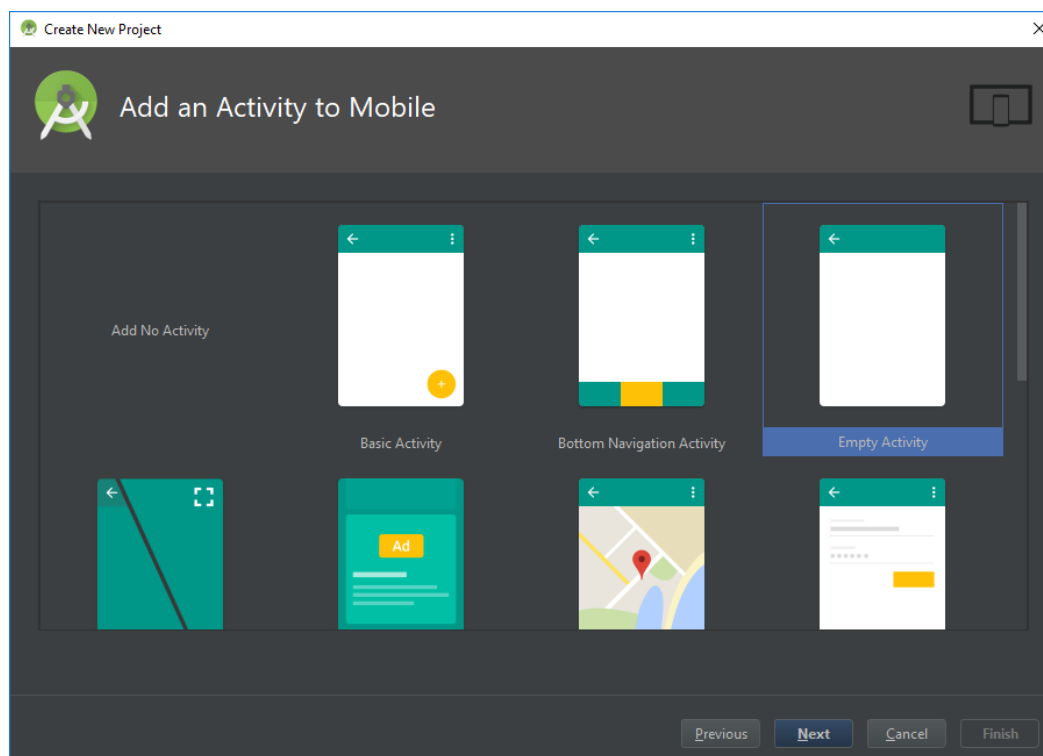 Create New Project
Add an Activity to Mobile
Add No Activity
Basic Activity
Bottom Navigation Activity
Empty Activity
Ad
Previous
Next
Cancel
Finish